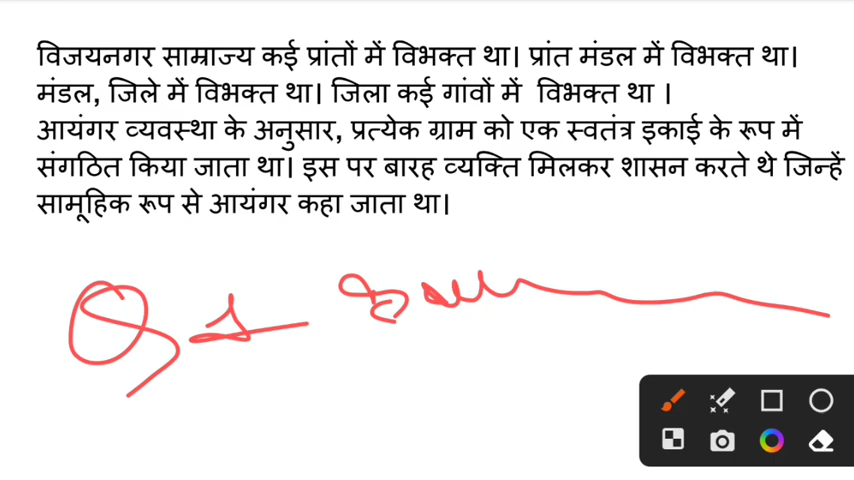 विजयनगर साम्राज्य कई प्रांतों में विभक्त था। प्रांत मंडल में विभक्त था।
मंडल, जिले में विभक्त था। जिला कई गांवों में विभक्त था ।
आयंगर व्यवस्था के अनुसार, प्रत्येक ग्राम को एक स्वतंत्र इकाई के रूप में
संगठित किया जाता था। इस पर बारह व्यक्ति मिलकर शासन करते थे जिन्हें
सामूहिक रूप से आयंगर कहा जाता था।